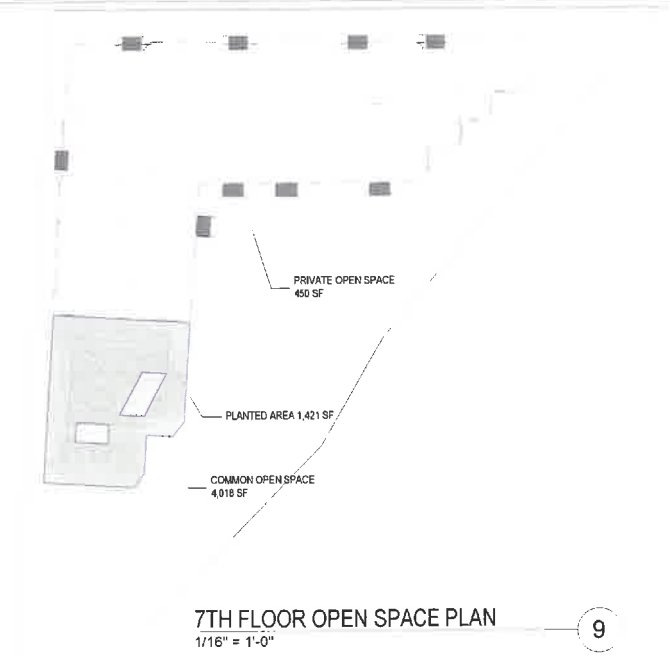 PRIVATE OPEN SPACE
450 SF
PLANTED AREA 1,421 SF
COMMON OPEN SPACE
4,018 SF
7TH FLOOR OPEN SPACE PLAN
1/16" = 1'-0"
9